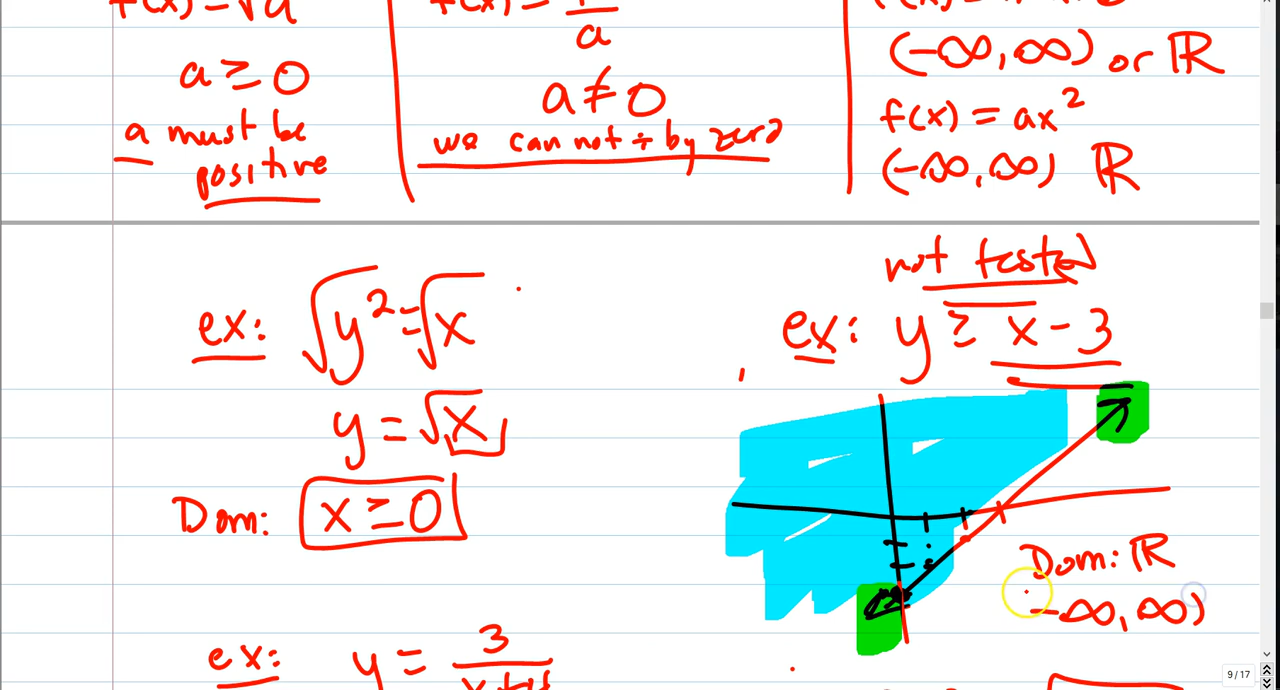 f(x) = √a
a ≥ 0
a must be
positive
f(x) =
a
a ≠ 0
we can not ÷ by zero
(-∞, ∞) or ℝ
f(x) = ax²
(-∞, ∞) ℝ
ex: √y² = √x
y = √x
Dom: x ≥ 0
not tested
ex: y ≥ x - 3
Dom: ℝ
-∞, ∞)
ex: y = 3
9 / 17